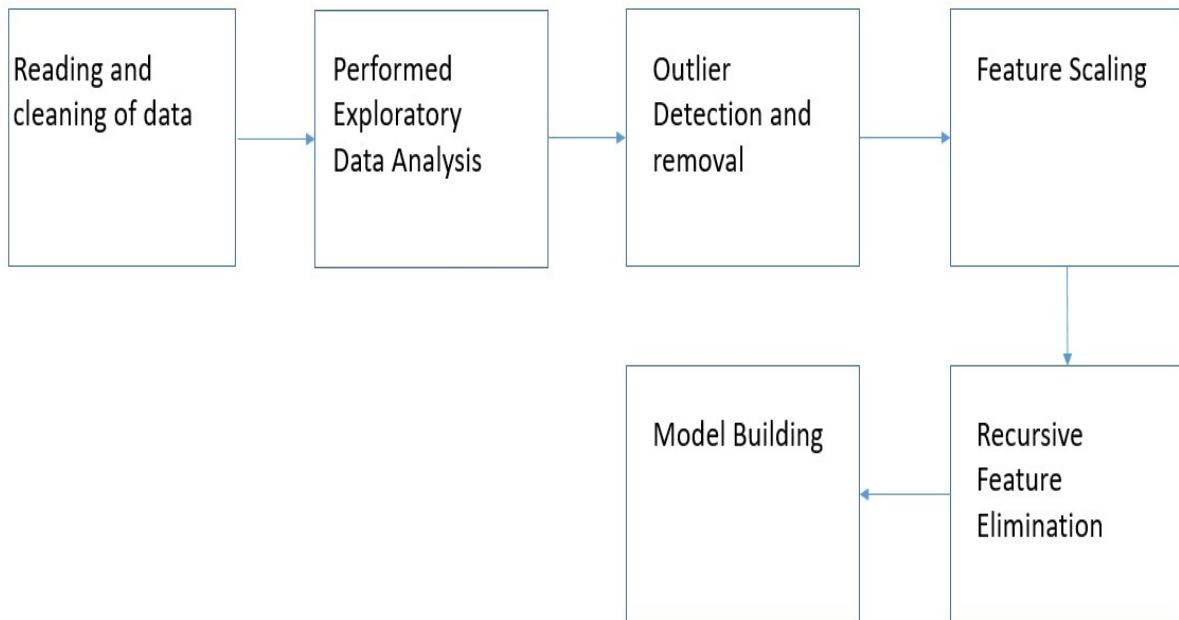 Reading and
cleaning of data
Performed
Exploratory
Data Analysis
Outlier
Detection and
removal
Feature Scaling
Recursive
Feature
Elimination
Model Building